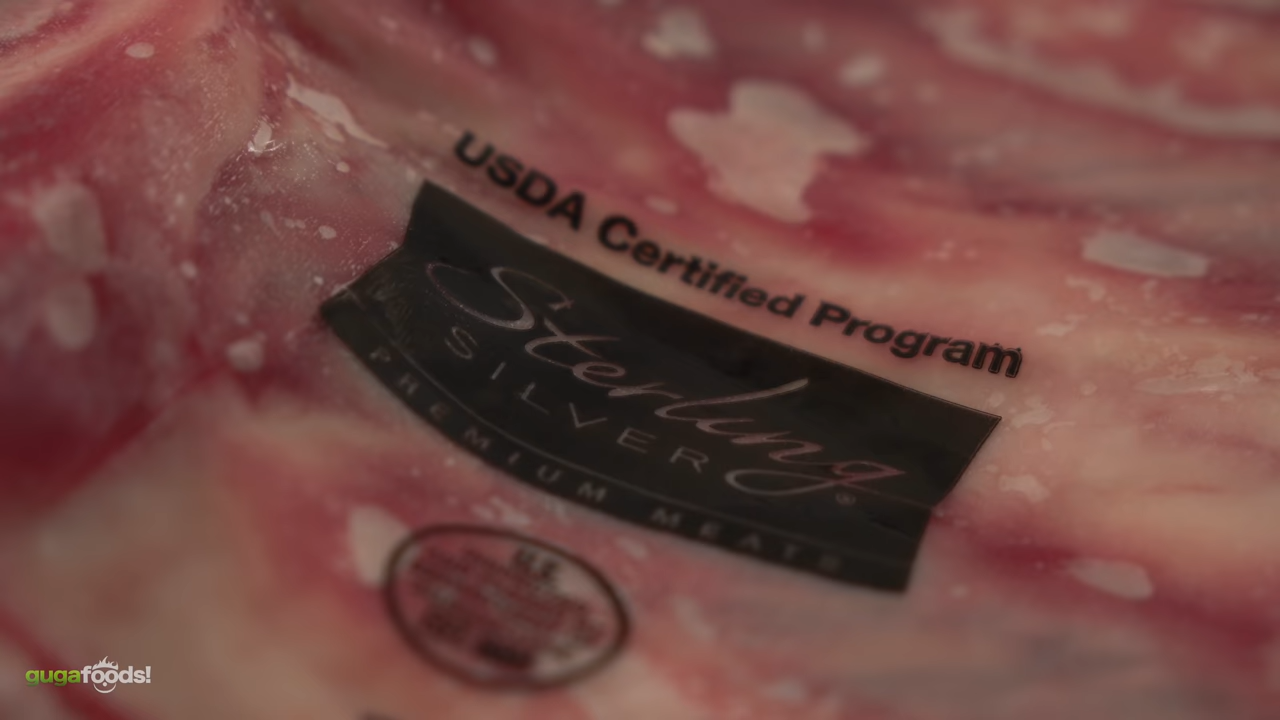 USDA Certified Program
Sterling
SILVER
®
PREMIUM MEATS
U.S.
gugafoods!